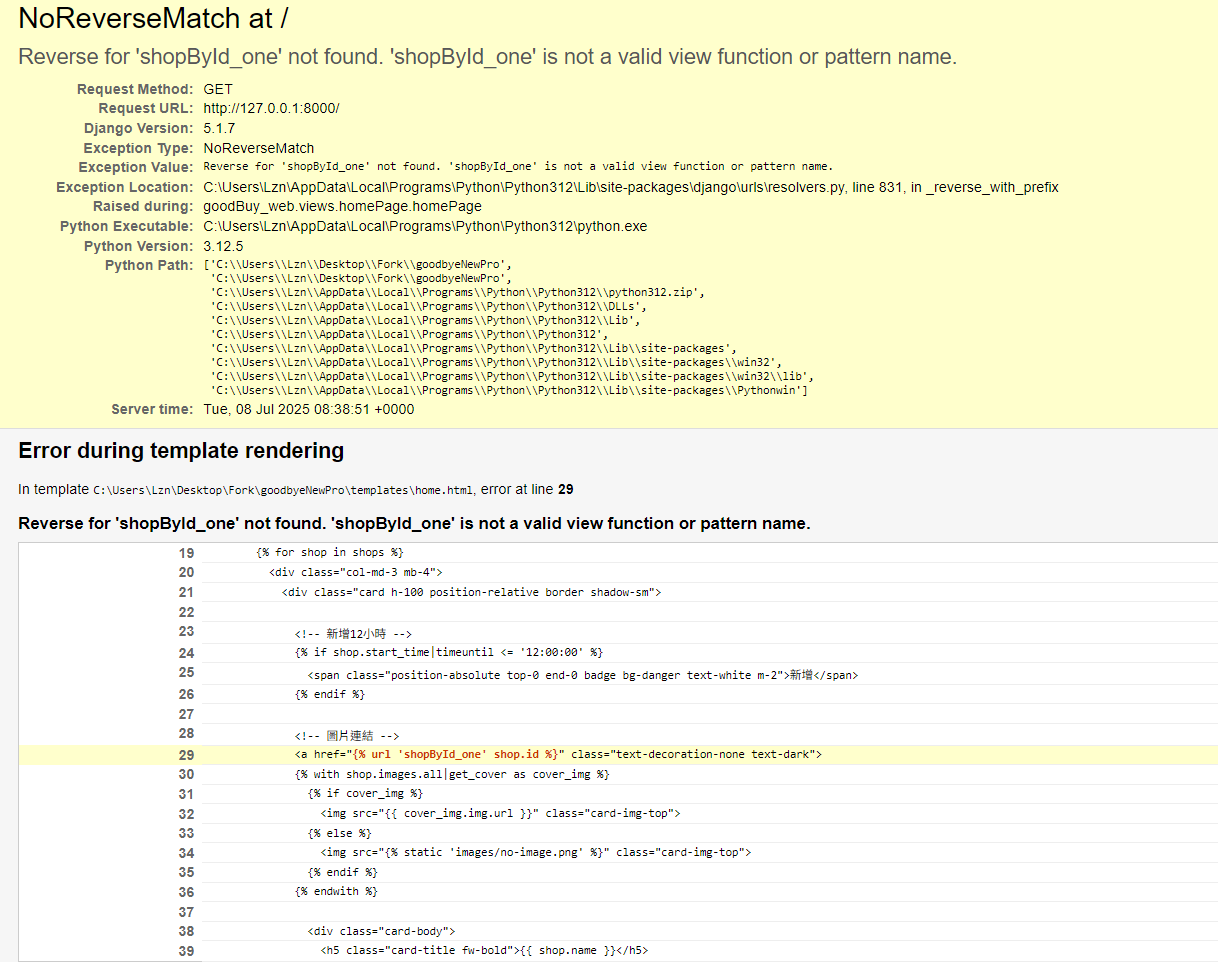 NoReverseMatch at /
Reverse for 'shopById_one' not found. 'shopById_one' is not a valid view function or pattern name.
Request Method: GET
Request URL: http://127.0.0.1:8000/
Django Version: 5.1.7
Exception Type: NoReverseMatch
Exception Value: Reverse for 'shopById_one' not found. 'shopById_one' is not a valid view function or pattern name.
Exception Location: C:\Users\Lzn\AppData\Local\Programs\Python\Python312\Lib\site-packages\django\urls\resolvers.py, line 831, in _reverse_with_prefix
Raised during: goodBuy_web.views.homePage.homePage
Python Executable: C:\Users\Lzn\AppData\Local\Programs\Python\Python312\python.exe
Python Version: 3.12.5
Python Path: ['C:\\Users\\Lzn\\Desktop\\Fork\\goodbyeNewPro',
'C:\\Users\\Lzn\\Desktop\\Fork\\goodbyeNewPro',
'C:\\Users\\Lzn\\AppData\\Local\\Programs\\Python\\Python312\\python312.zip',
'C:\\Users\\Lzn\\AppData\\Local\\Programs\\Python\\Python312\\DLLs',
'C:\\Users\\Lzn\\AppData\\Local\\Programs\\Python\\Python312\\Lib',
'C:\\Users\\Lzn\\AppData\\Local\\Programs\\Python\\Python312',
'C:\\Users\\Lzn\\AppData\\Local\\Programs\\Python\\Python312\\Lib\\site-packages',
'C:\\Users\\Lzn\\AppData\\Local\\Programs\\Python\\Python312\\Lib\\site-packages\\win32',
'C:\\Users\\Lzn\\AppData\\Local\\Programs\\Python\\Python312\\Lib\\site-packages\\win32\\lib',
'C:\\Users\\Lzn\\AppData\\Local\\Programs\\Python\\Python312\\Lib\\site-packages\\Pythonwin']
Server time: Tue, 08 Jul 2025 08:38:51 +0000
Error during template rendering
In template C:\Users\Lzn\Desktop\Fork\goodbyeNewPro\templates\home.html, error at line 29
Reverse for 'shopById_one' not found. 'shopById_one' is not a valid view function or pattern name.
19 {% for shop in shops %}
20 <div class="col-md-3 mb-4">
21 <div class="card h-100 position-relative border shadow-sm">
22
23 <!-- 新增12小時 -->
24 {% if shop.start_time|timeuntil <= '12:00:00' %}
25 <span class="position-absolute top-0 end-0 badge bg-danger text-white m-2">新增</span>
26 {% endif %}
27
28 <!-- 圖片連結 -->
29 <a href="{% url 'shopById_one' shop.id %}" class="text-decoration-none text-dark">
30 {% with shop.images.all|get_cover as cover_img %}
31 {% if cover_img %}
32 <img src="{{ cover_img.img.url }}" class="card-img-top">
33 {% else %}
34 <img src="{% static 'images/no-image.png' %}" class="card-img-top">
35 {% endif %}
36 {% endwith %}
37
38 <div class="card-body">
39 <h5 class="card-title fw-bold">{{ shop.name }}</h5>